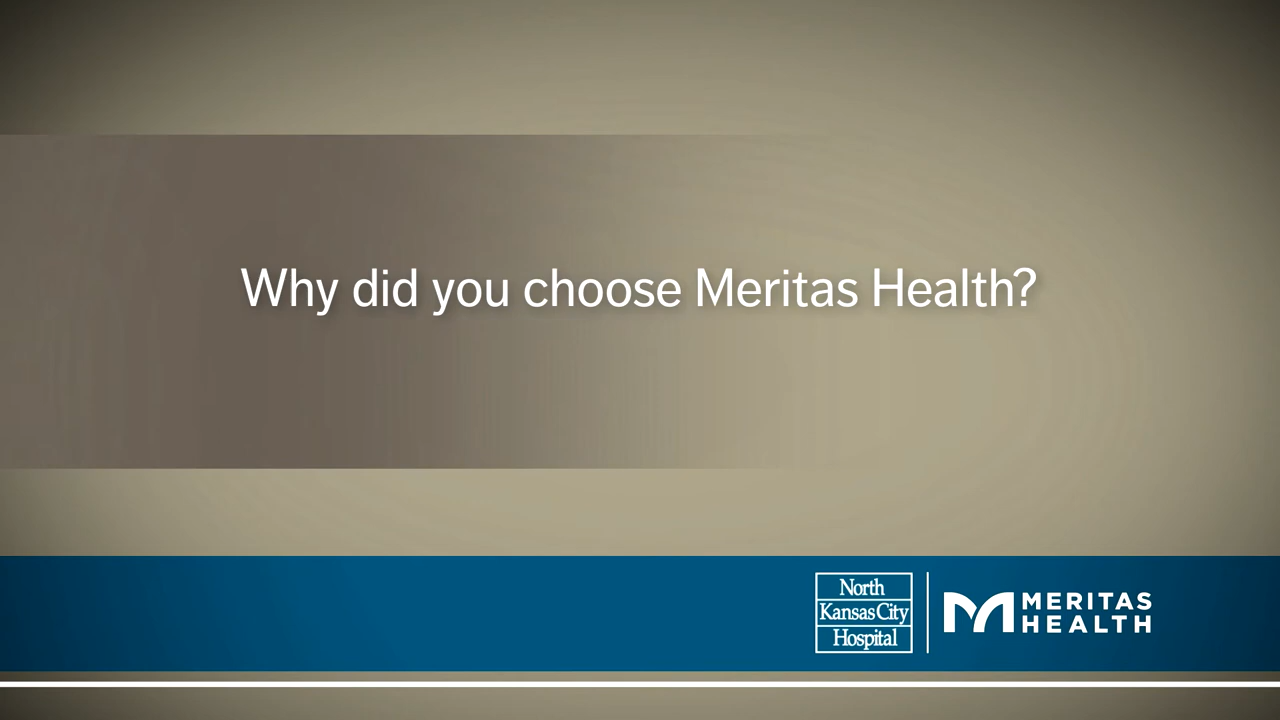 Why did you choose Meritas Health?
North
Kansas City
Hospital
MERITAS
HEALTH